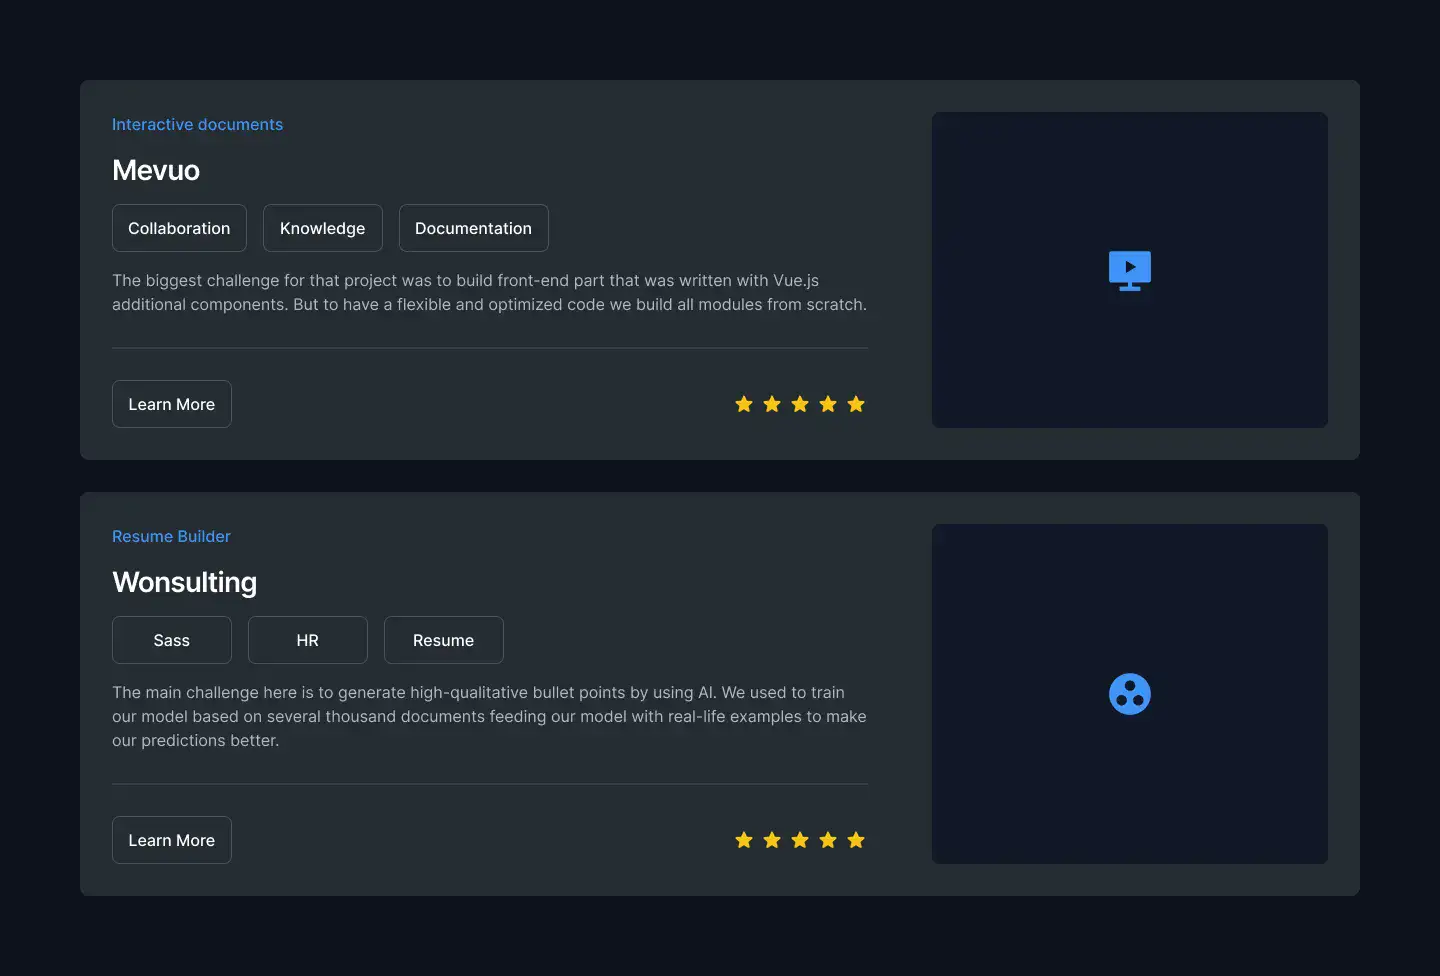 Interactive documents
Mevuo
Collaboration Knowledge Documentation
The biggest challenge for that project was to build front-end part that was written with Vue.js
additional components. But to have a flexible and optimized code we build all modules from scratch.
Learn More
Resume Builder
Wonsulting
Sass HR Resume
The main challenge here is to generate high-qualitative bullet points by using AI. We used to train
our model based on several thousand documents feeding our model with real-life examples to make
our predictions better.
Learn More